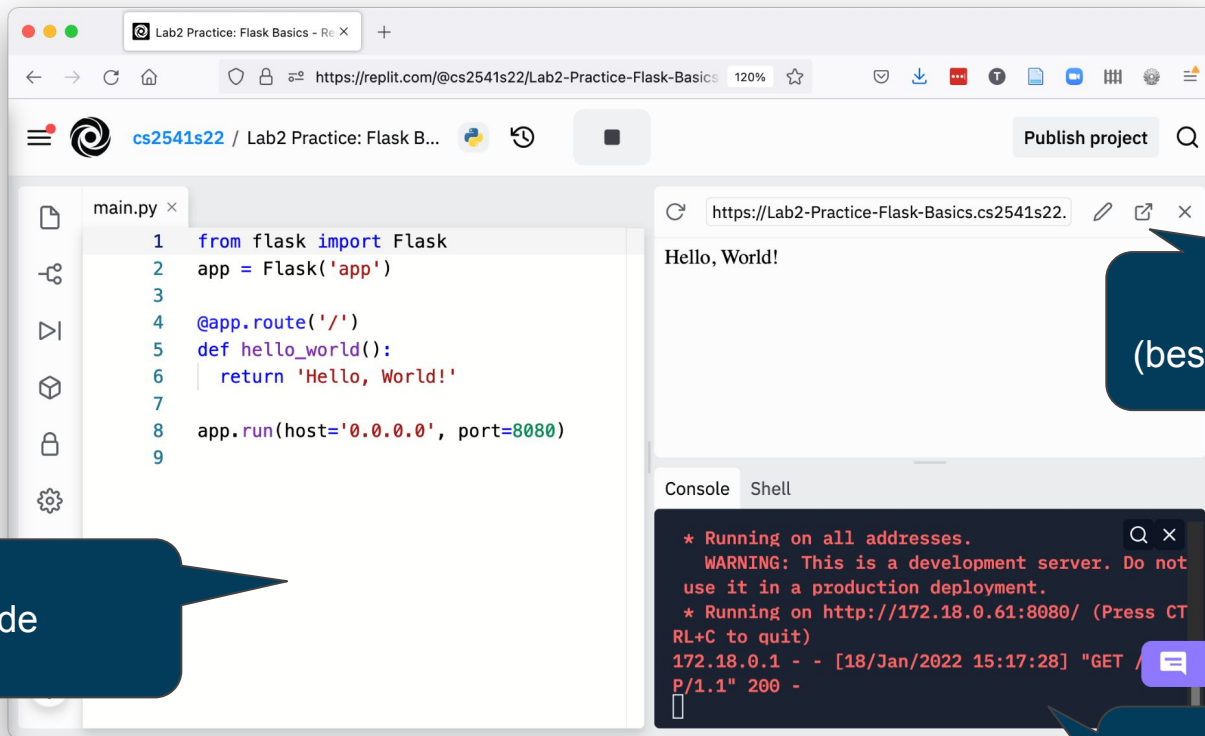 Lab2 Practice: Flask Basics - Re
https://replit.com/@cs2541s22/Lab2-Practice-Flask-Basics 120%
cs2541s22 / Lab2 Practice: Flask B...
Publish project
main.py
https://Lab2-Practice-Flask-Basics.cs2541s22.
1 from flask import Flask
2 app = Flask('app')
3
4 @app.route('/')
5 def hello_world():
6 return 'Hello, World!'
7
8 app.run(host='0.0.0.0', port=8080)
9
Hello, World!
(bes
Console Shell
* Running on all addresses.
WARNING: This is a development server. Do not
use it in a production deployment.
* Running on http://172.18.0.61:8080/ (Press CT
RL+C to quit)
172.18.0.1 - - [18/Jan/2022 15:17:28] "GET /
P/1.1" 200 -
de